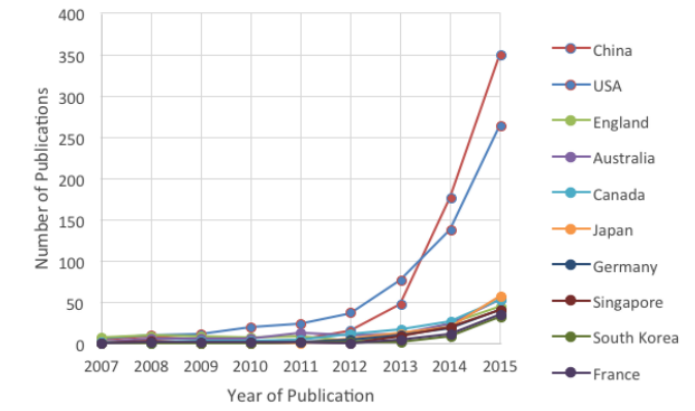 400
350
300
250
200
150
100
50
0
Number of Publications
2007 2008 2009 2010 2011 2012 2013 2014 2015
Year of Publication
China
USA
England
Australia
Canada
Japan
Germany
Singapore
South Korea
France